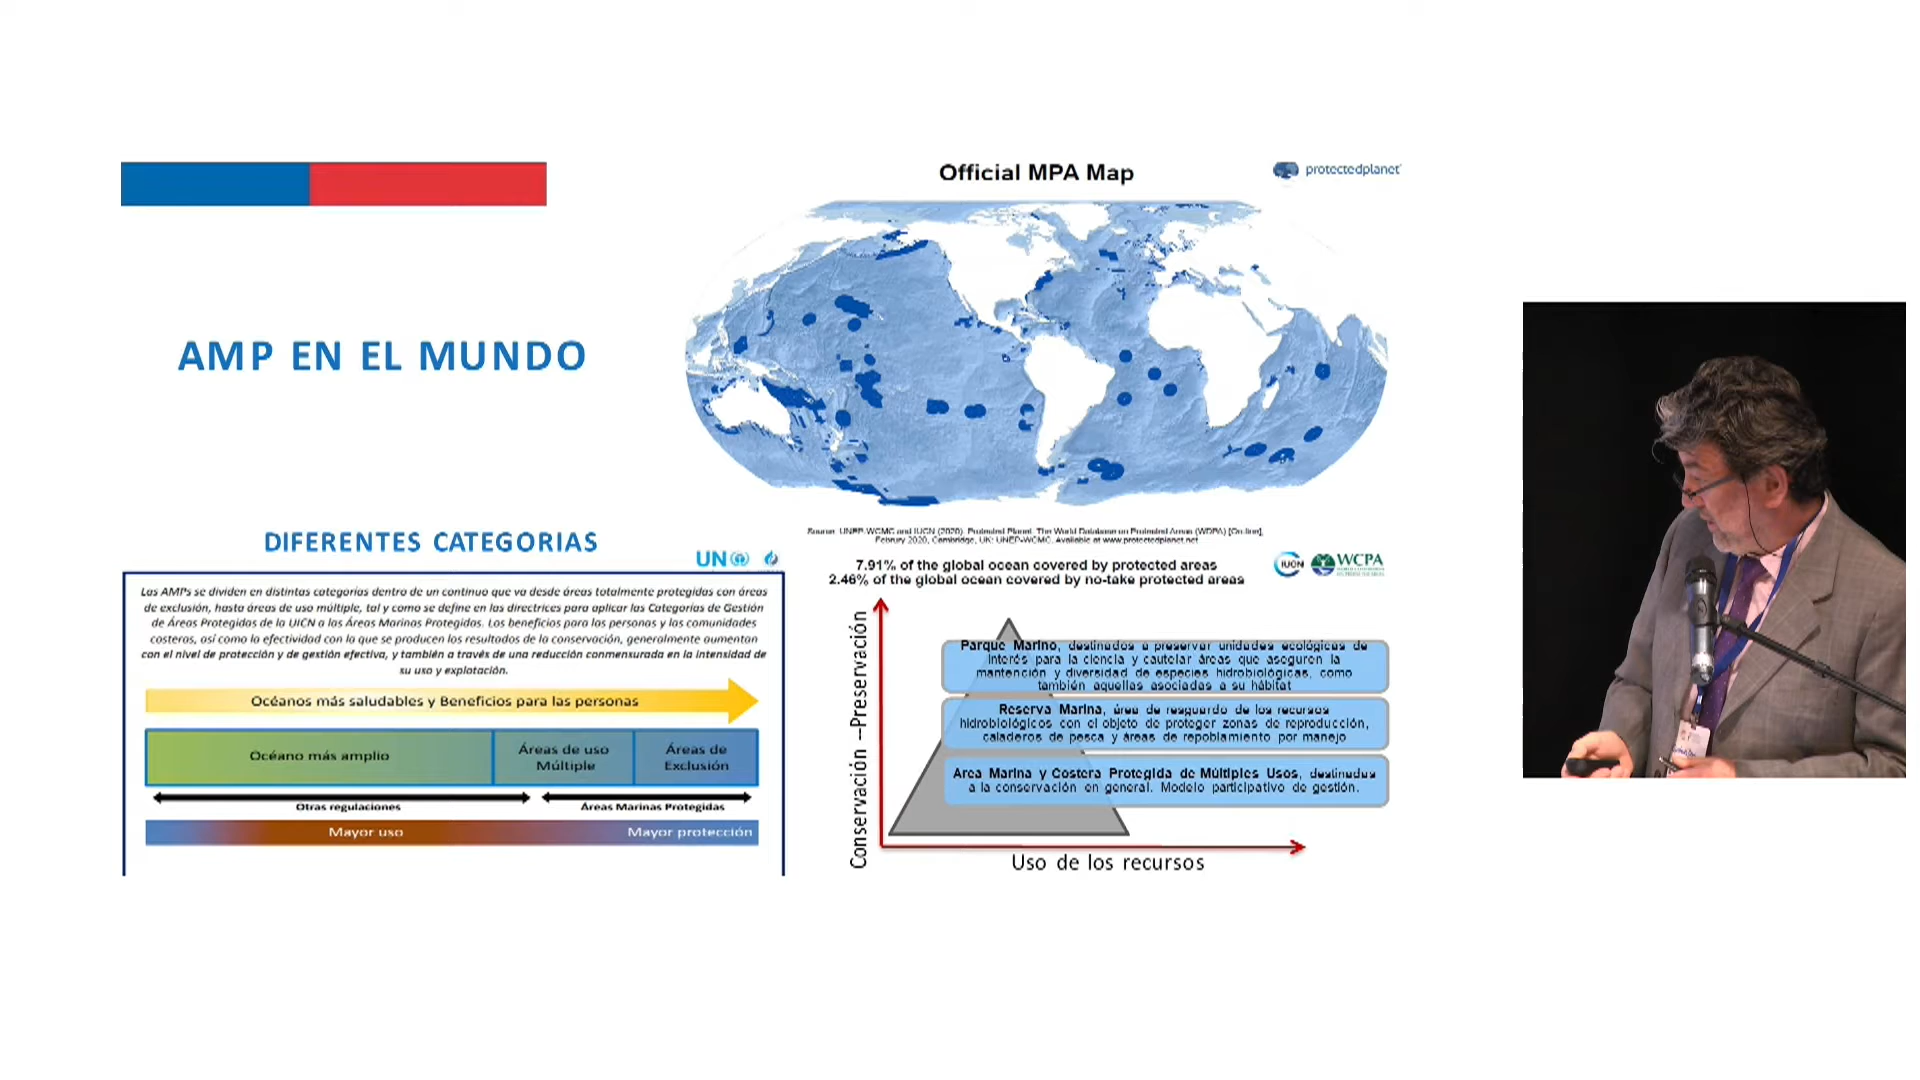 Official MPA Map
protectedplanet
AMP EN EL MUNDO
Source: UNEP-WCMC and IUCN (2020). Protected Planet. The World Database on Protected Areas (WDPA) [On-line],
Februry 2020, Cambridge, UK: UNEP-WCMC. Available at www.protectedplanet.net
7.91% of the global ocean covered by protected areas
2.46% of the global ocean covered by no-take protected areas
IUCN
WCPA
DIFERENTES CATEGORIAS
UN
Las AMPs se dividen en distintas categorías dentro de un continuo que va desde áreas totalmente protegidas con áreas
de exclusión, hasta áreas de uso múltiple, tal y como se define en las directrices para aplicar las Categorías de Gestión
de Áreas Protegidas de la UICN a las Áreas Marinas Protegidas. Los beneficios para las personas y las comunidades
costeras, así como la efectividad con la que se producen los resultados de la conservación, generalmente aumentan
con el nivel de protección y de gestión efectiva, y también a través de una reducción conmensurada en la intensidad de
su uso y explotación.
Océanos más saludables y Beneficios para las personas
Océano más amplio
Áreas de uso
Múltiple
Áreas de
Exclusión
Otras regulaciones
Áreas Marinas Protegidas
Mayor uso
Mayor protección
Conservación --Preservación
Parque Marino, destinados a preservar unidades ecológicas de
interés para la ciencia y cautelar áreas que aseguren la
mantención y diversidad de especies hidrobiológicas, como
también aquellas asociadas a su hábitat
Reserva Marina, área de resguardo de los recursos
hidrobiológicos con el objeto de proteger zonas de reproducción,
caladeros de pesca y áreas de repoblamiento por manejo
Area Marina y Costera Protegida de Múltiples Usos, destinadas
a la conservación en general. Modelo participativo de gestión.
Uso de los recursos